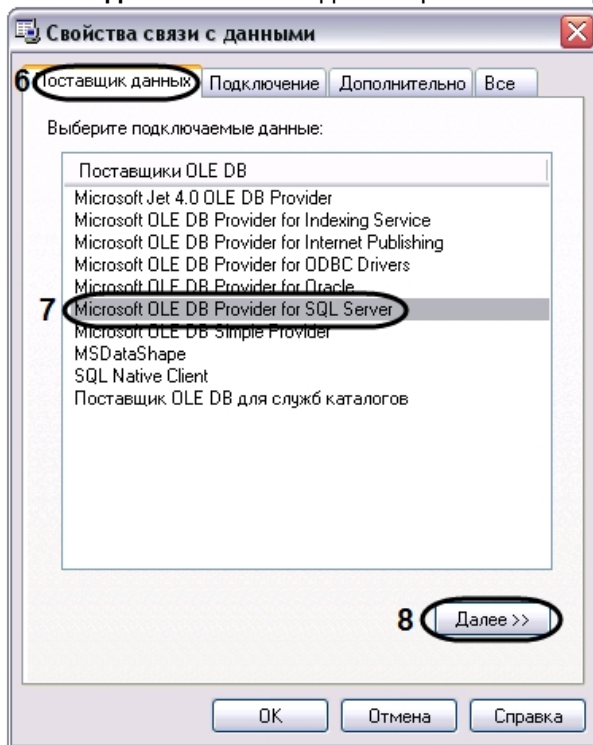 Свойства связи с данными
6 Поставщик данных Подключение Дополнительно Все
Выберите подключаемые данные:
Поставщики OLE DB
Microsoft Jet 4.0 OLE DB Provider
Microsoft OLE DB Provider for Indexing Service
Microsoft OLE DB Provider for Internet Publishing
Microsoft OLE DB Provider for ODBC Drivers
Microsoft OLE DB Provider for Oracle
7 Microsoft OLE DB Provider for SQL Server
Microsoft OLE DB Simple Provider
MSDataShape
SQL Native Client
Поставщик OLE DB для служб каталогов
8 Далее >>
OK Отмена Справка